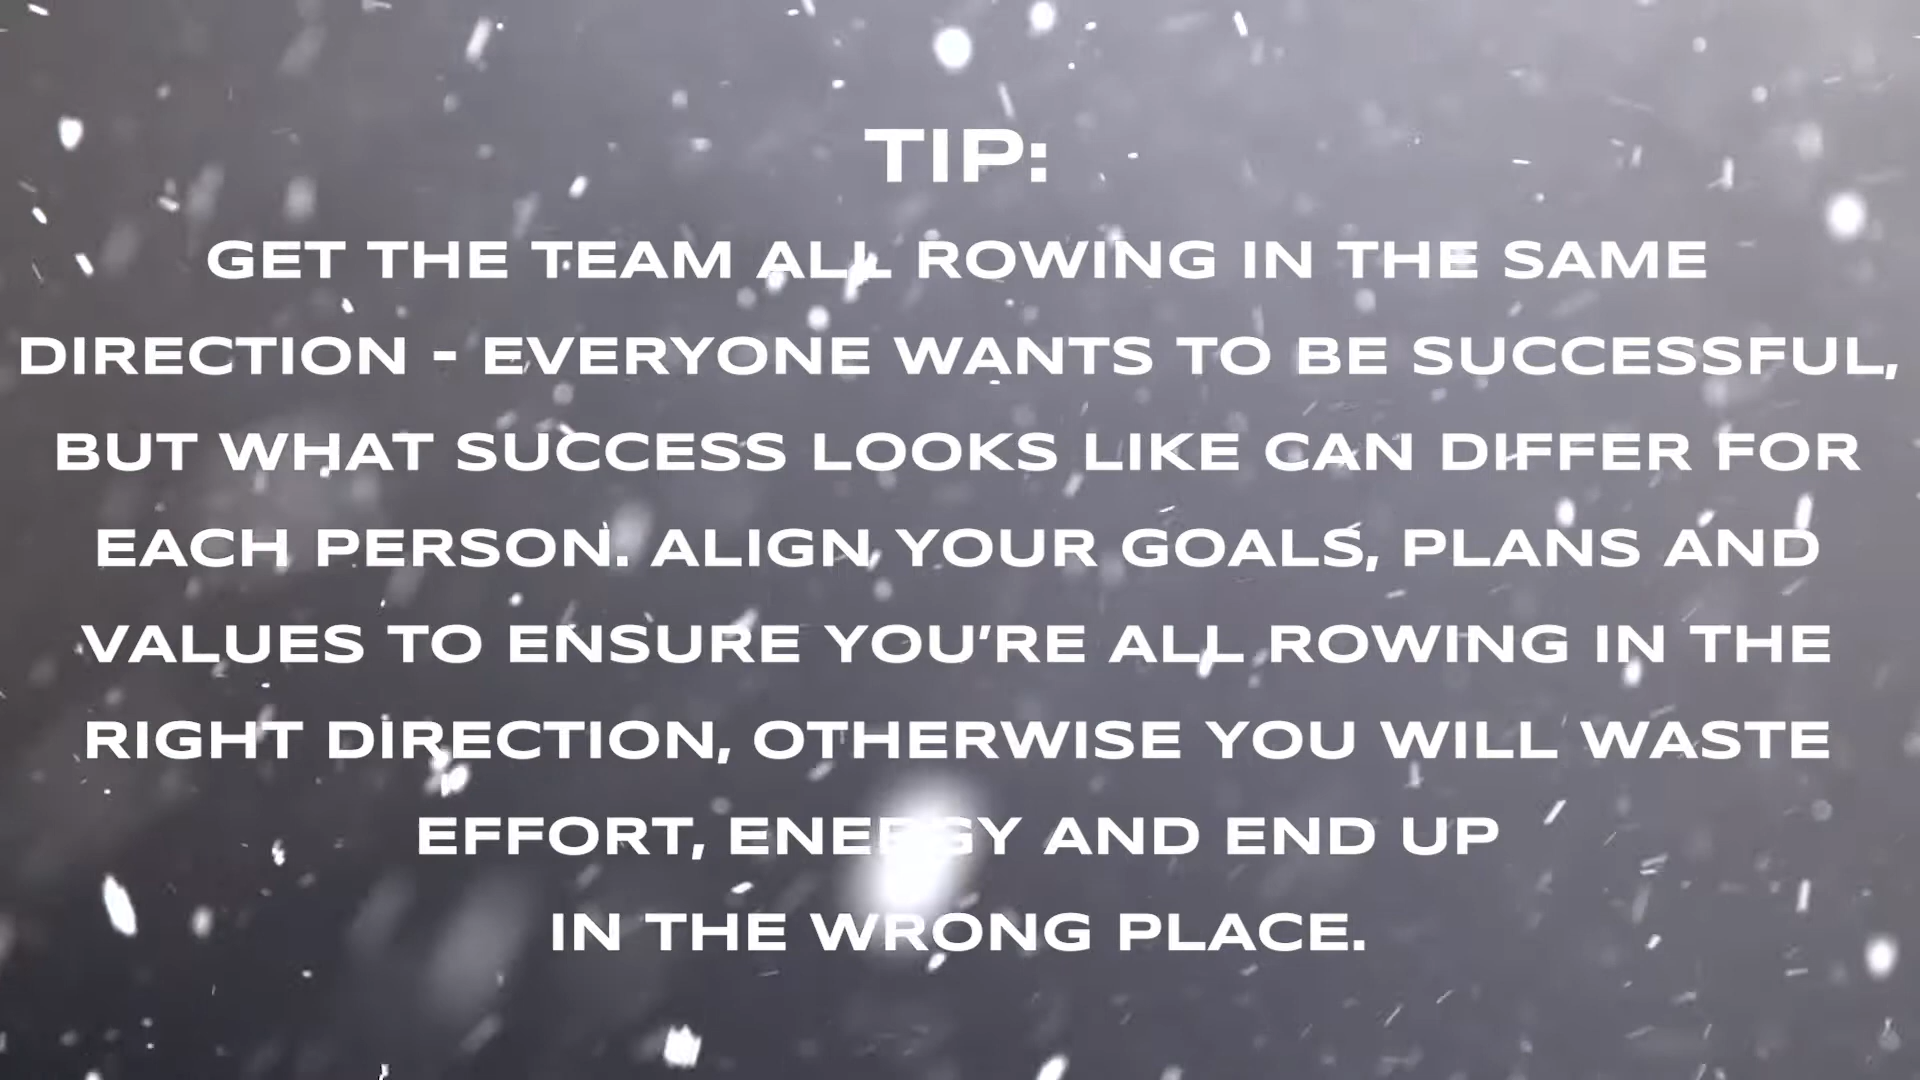 TIP:
GET THE TEAM ALL ROWING IN THE SAME
DIRECTION - EVERYONE WANTS TO BE SUCCESSFUL,
BUT WHAT SUCCESS LOOKS LIKE CAN DIFFER FOR
EACH PERSON. ALIGN YOUR GOALS, PLANS AND
VALUES TO ENSURE YOU'RE ALL ROWING IN THE
RIGHT DIRECTION, OTHERWISE YOU WILL WASTE
EFFORT, ENERGY AND END UP
IN THE WRONG PLACE.